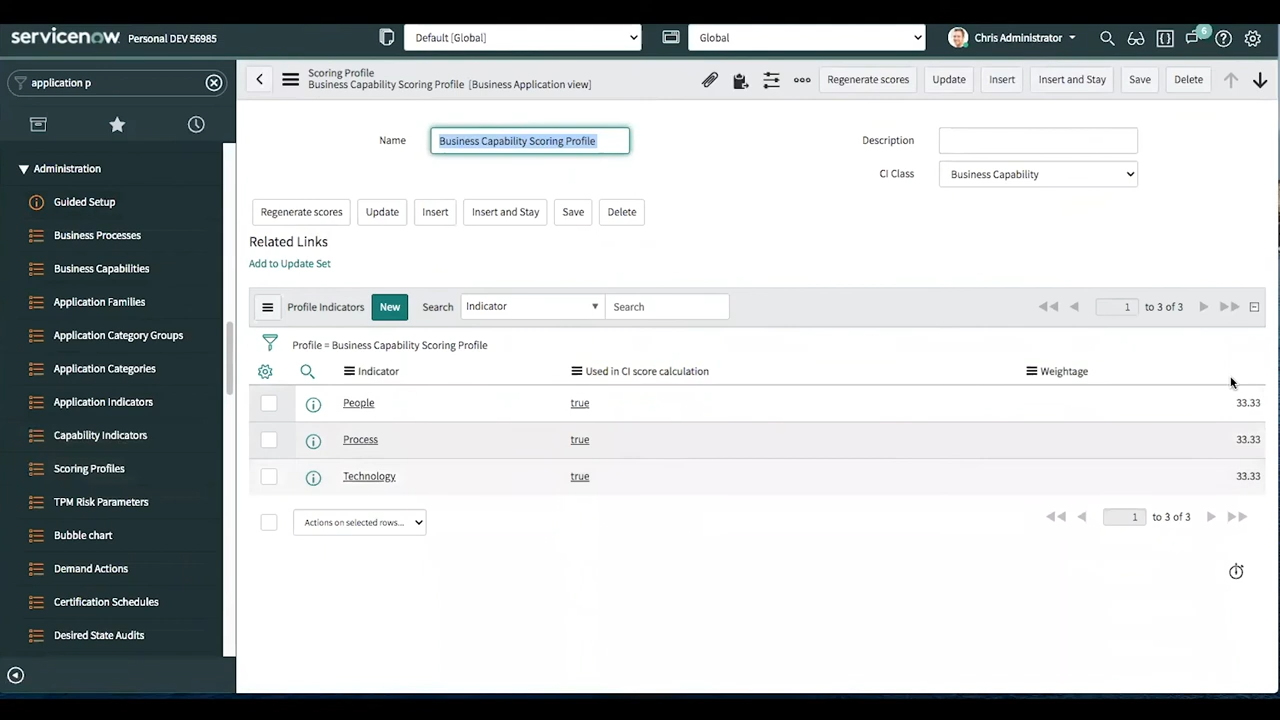 servicenow Personal DEV 56985 Default [Global] Global Chris Administrator 6
application p
Scoring Profile
Business Capability Scoring Profile [Business Application view]
Regenerate scores Update Insert Insert and Stay Save Delete
Administration
Guided Setup
Business Processes
Business Capabilities
Application Families
Application Category Groups
Application Categories
Application Indicators
Capability Indicators
Scoring Profiles
TPM Risk Parameters
Bubble chart
Demand Actions
Certification Schedules
Desired State Audits
Name Business Capability Scoring Profile Description
CI Class Business Capability
Regenerate scores Update Insert Insert and Stay Save Delete
Related Links
Add to Update Set
Profile Indicators New Search Indicator Search 1 to 3 of 3
Profile = Business Capability Scoring Profile
Indicator Used in CI score calculation Weightage
People true 33.33
Process true 33.33
Technology true 33.33
Actions on selected rows... 1 to 3 of 3